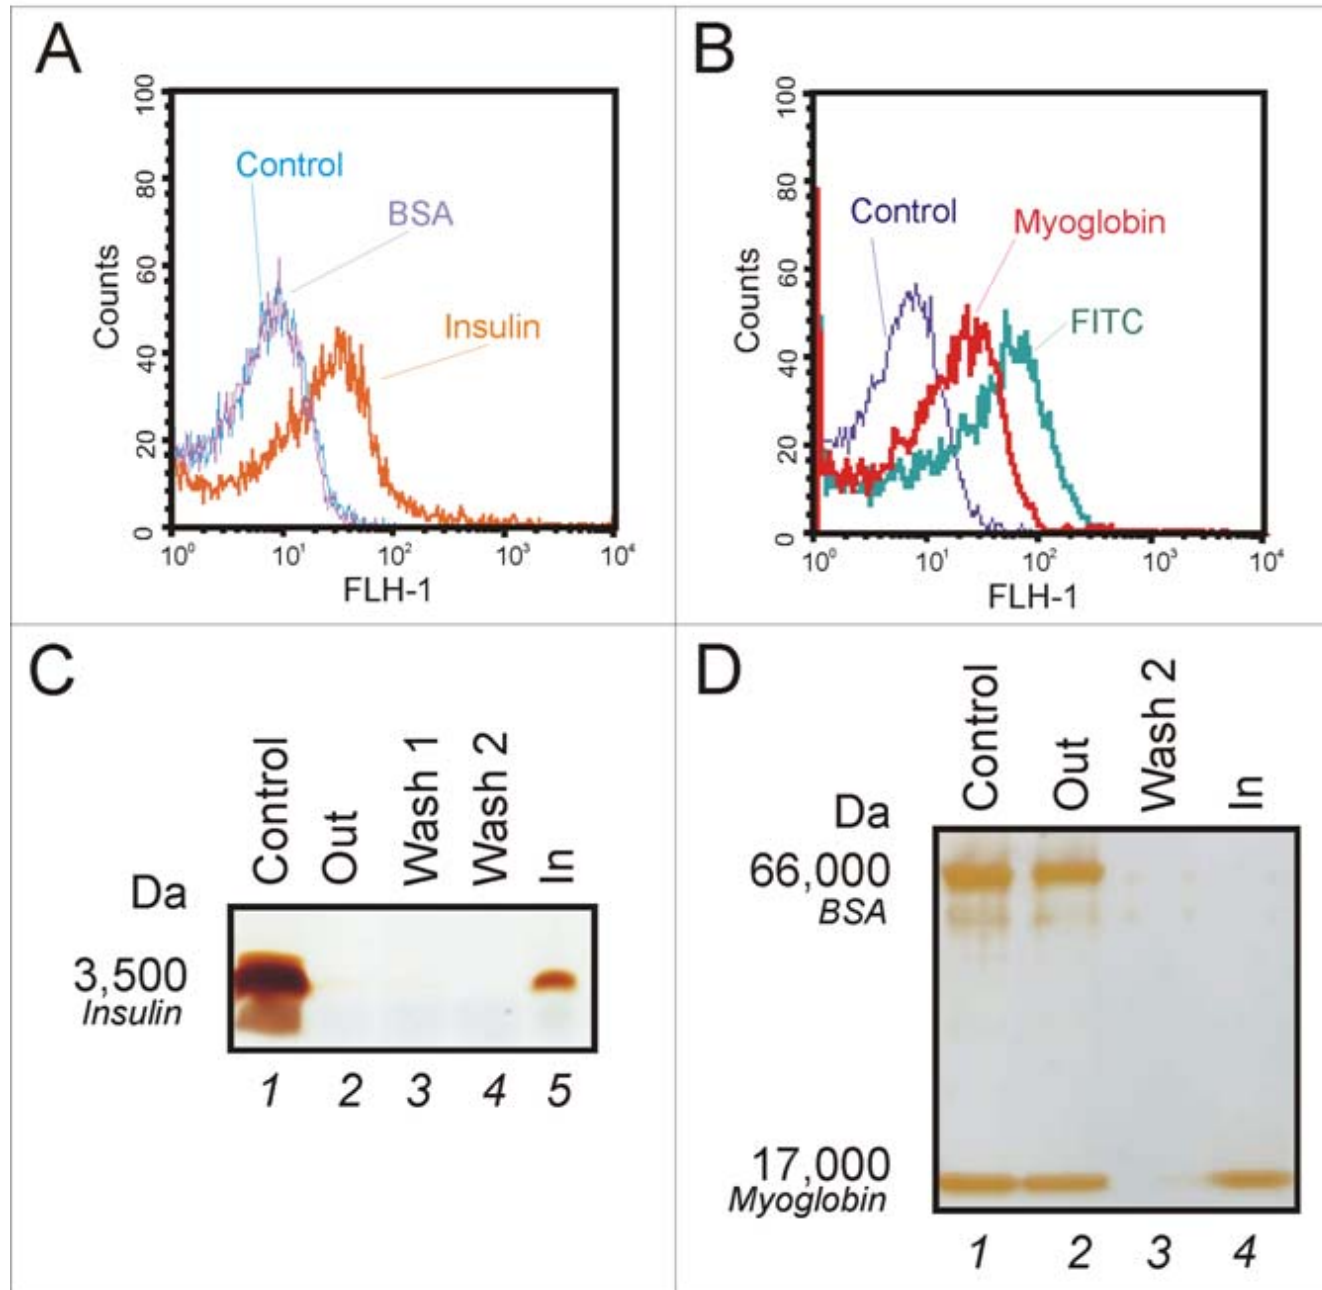 A
100
80
60
40
20
0
Counts
Control
BSA
Insulin
10⁰ 10¹ 10² 10³ 10⁴
FLH-1
B
100
80
60
40
20
0
Counts
Control
Myoglobin
FITC
10⁰ 10¹ 10² 10³ 10⁴
FLH-1
C
Control
Out
Wash 1
Wash 2
In
Da
3,500
Insulin
1 2 3 4 5
D
Control
Out
Wash 2
In
Da
66,000
BSA
17,000
Myoglobin
1 2 3 4